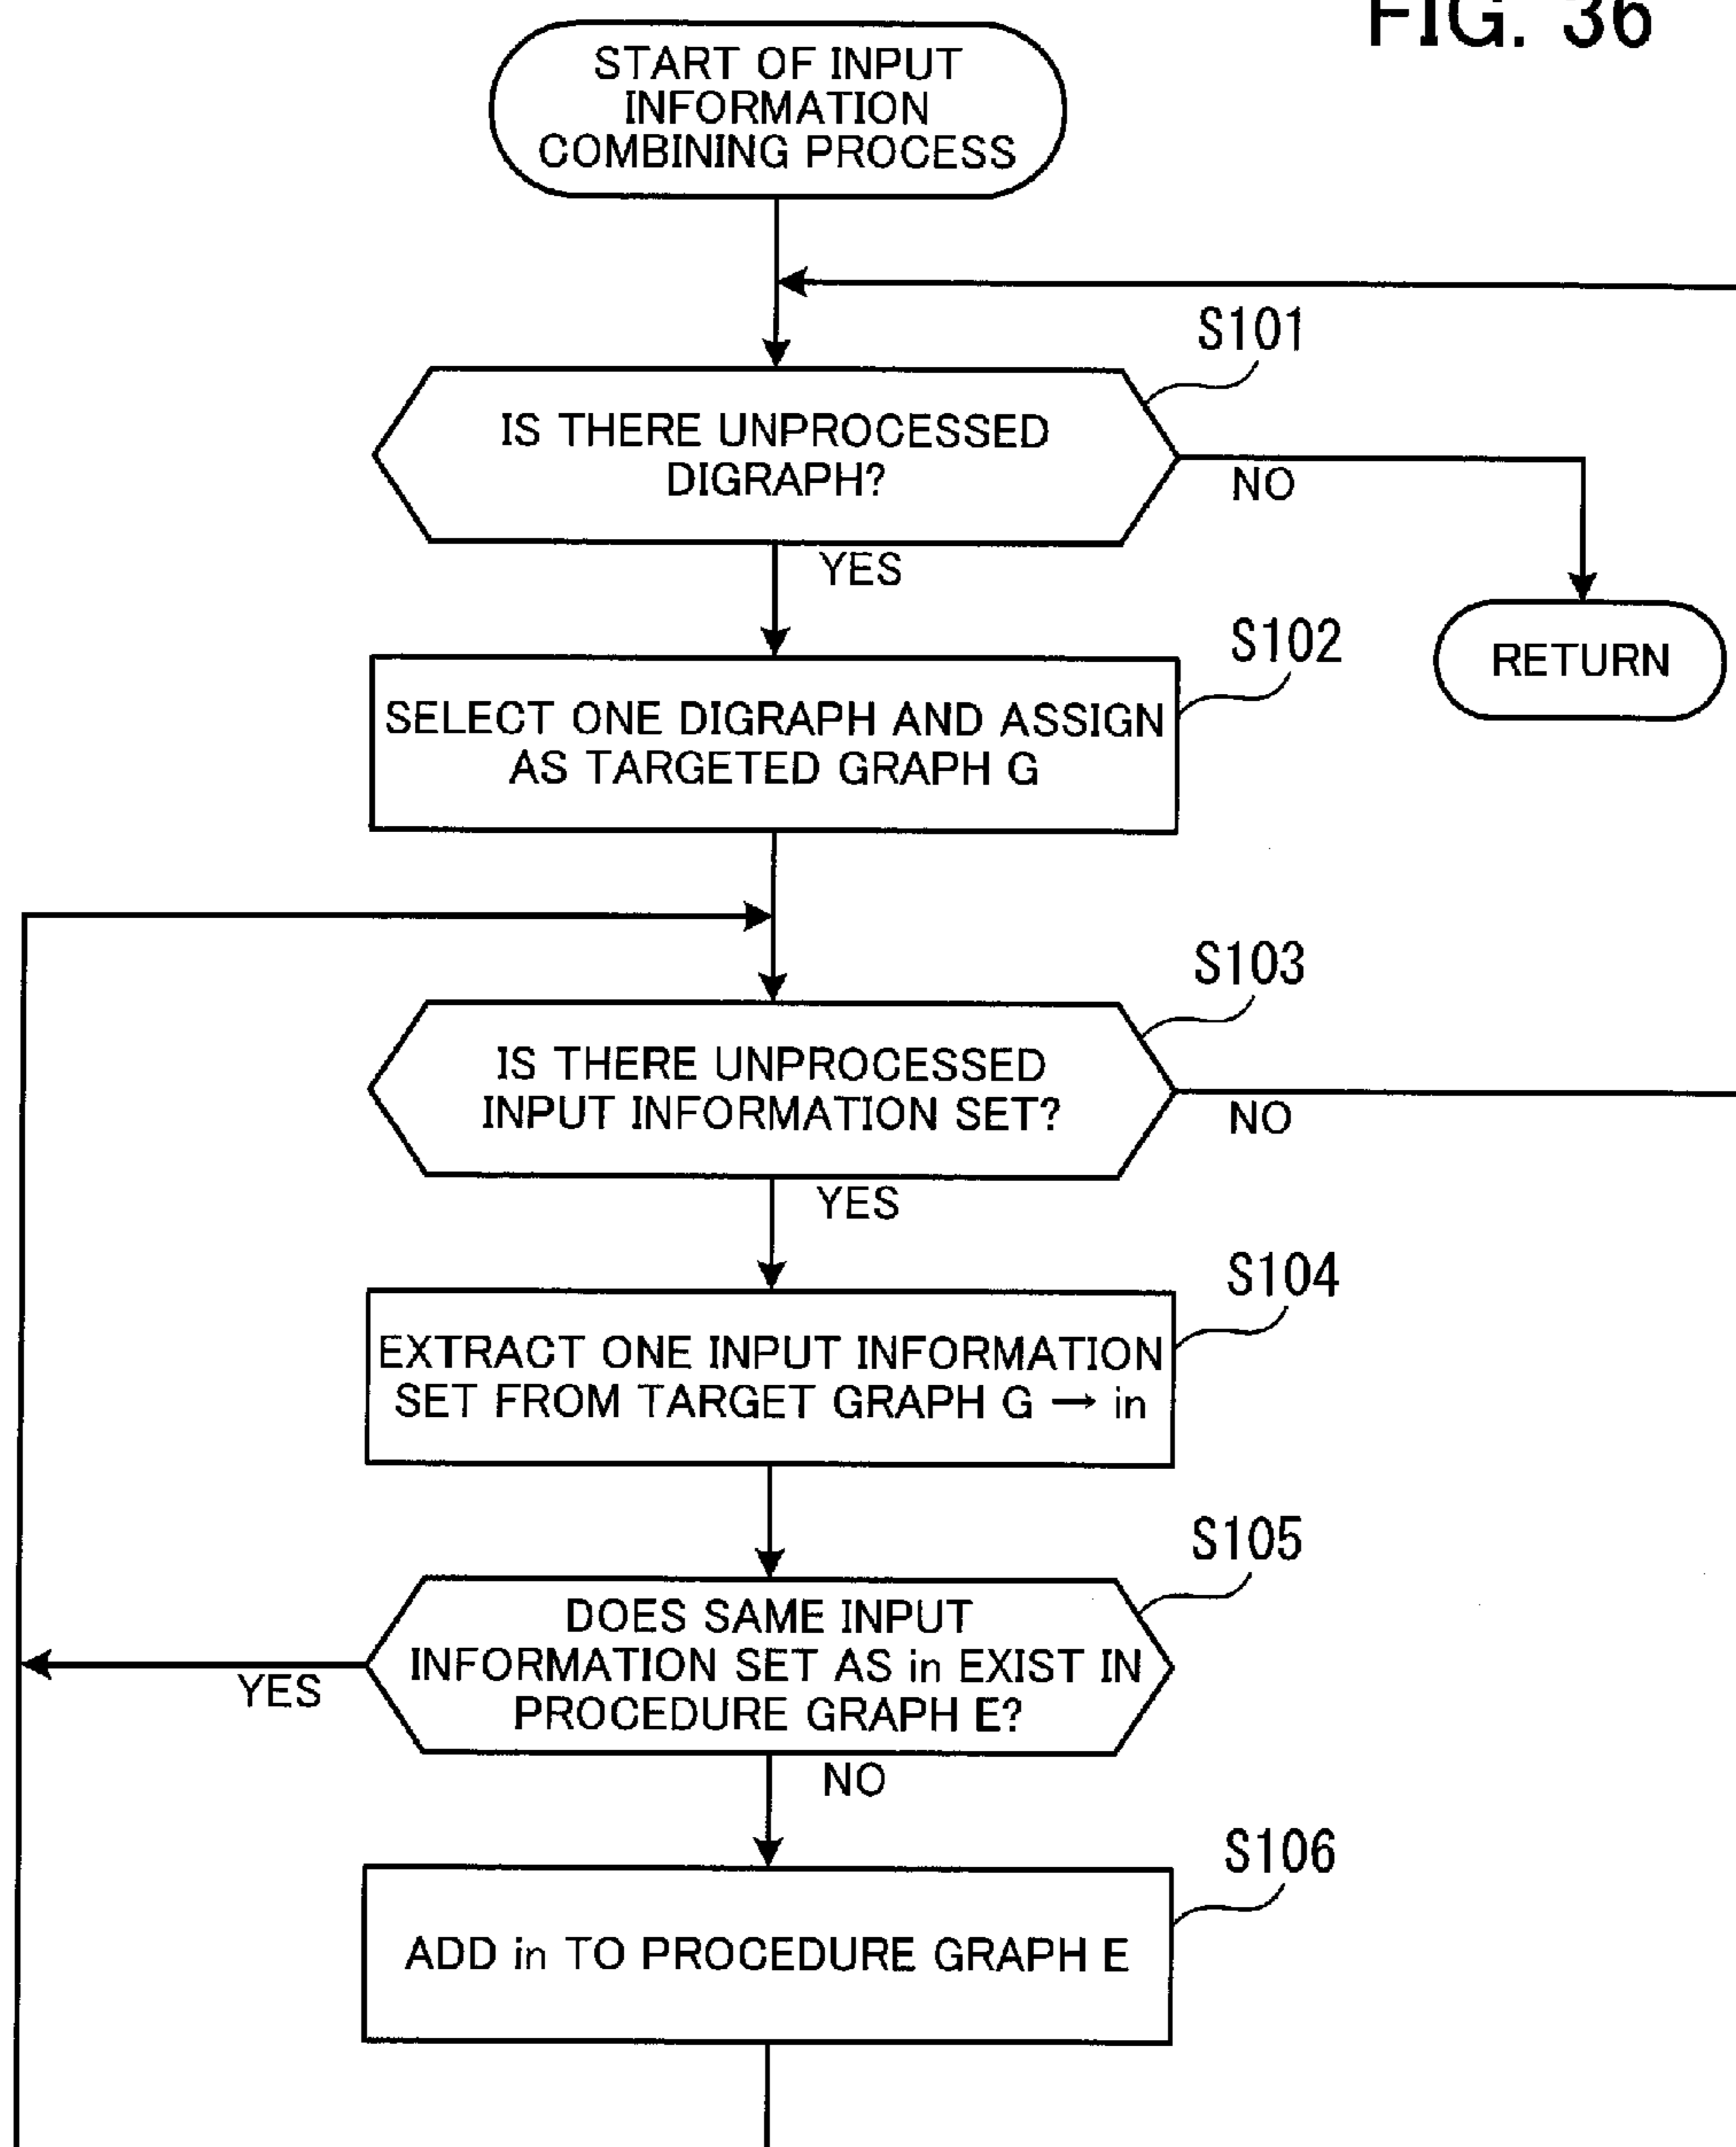 FIG. 36
START OF INPUT
INFORMATION
COMBINING PROCESS
S101
IS THERE UNPROCESSED
DIGRAPH?
NO
YES
RETURN
S102
SELECT ONE DIGRAPH AND ASSIGN
AS TARGETED GRAPH G
S103
IS THERE UNPROCESSED
INPUT INFORMATION SET?
NO
YES
S104
EXTRACT ONE INPUT INFORMATION
SET FROM TARGET GRAPH G → in
S105
DOES SAME INPUT
INFORMATION SET AS in EXIST IN
PROCEDURE GRAPH E?
YES
NO
S106
ADD in TO PROCEDURE GRAPH E